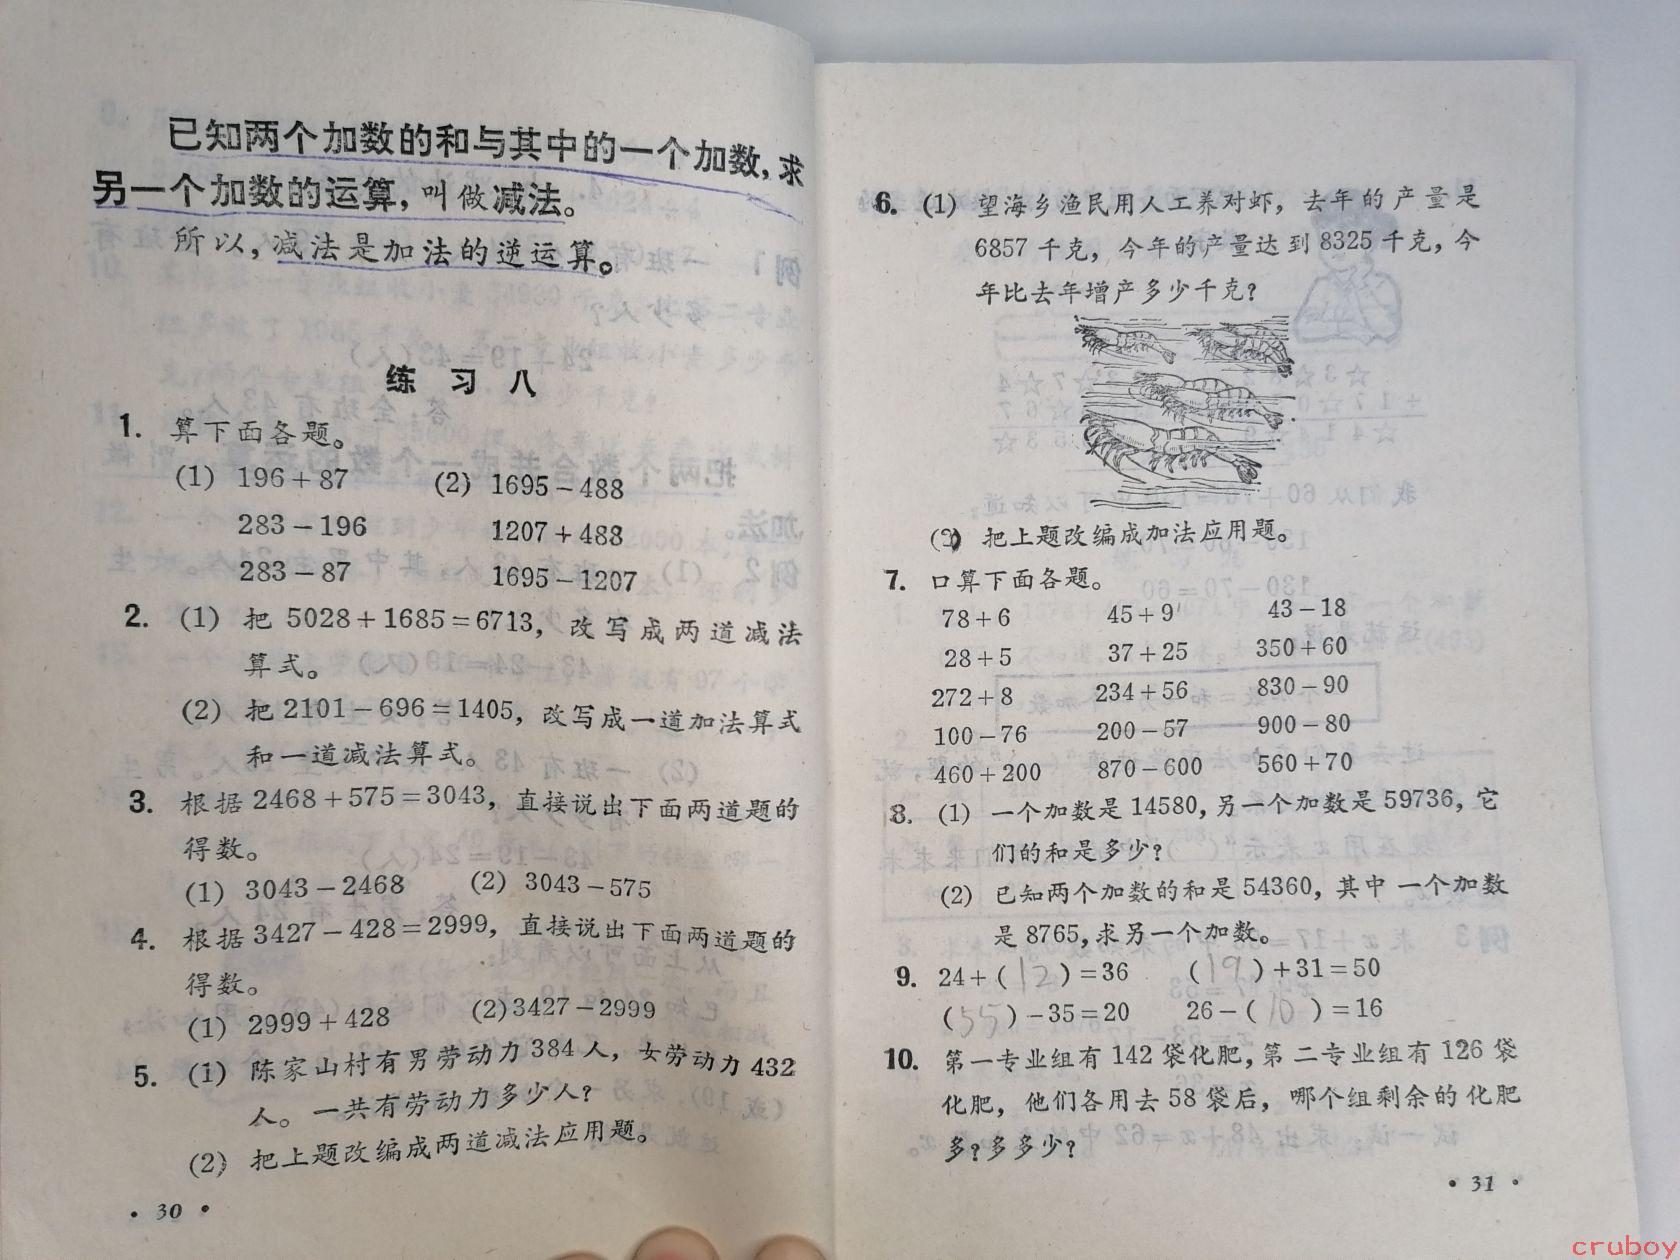 已知两个加数的和与其中的一个加数,求
另一个加数的运算,叫做减法。
所以,减法是加法的逆运算。
练习八
1. 算下面各题。
(1) 196+87 (2) 1695-488
283-196 1207+488
283-87 1695-1207
2. (1) 把 5028+1685=6713, 改写成两道减法
算式。
(2) 把 2101-696=1405, 改写成一道加法算式
和一道减法算式。
3. 根据 2468+575=3043, 直接说出下面两道题的
得数。
(1) 3043-2468 (2) 3043-575
4. 根据 3427-428=2999, 直接说出下面两道题的
得数。
(1) 2999+428 (2) 3427-2999
5. (1) 陈家山村有男劳动力 384 人, 女劳动力 432
人。一共有劳动力多少人?
(2) 把上题改编成两道减法应用题。
• 30 •
6. (1) 望海乡渔民用人工养对虾, 去年的产量是
6857 千克, 今年的产量达到 8325 千克, 今
年比去年增产多少千克?
(2) 把上题改编成加法应用题。
7. 口算下面各题。
78+6 45+9 43-18
28+5 37+25 350+60
272+8 234+56 830-90
100-76 200-57 900-80
460+200 870-600 560+70
8. (1) 一个加数是 14580, 另一个加数是 59736, 它
们的和是多少?
(2) 已知两个加数的和是 54360, 其中一个加数
是 8765, 求另一个加数。
9. 24+(12)=36 (19)+31=50
(55)-35=20 26-(10)=16
10. 第一专业组有 142 袋化肥, 第二专业组有 126 袋
化肥, 他们各用去 58 袋后, 哪个组剩余的化肥
多? 多多少?
• 31 •
cruboy